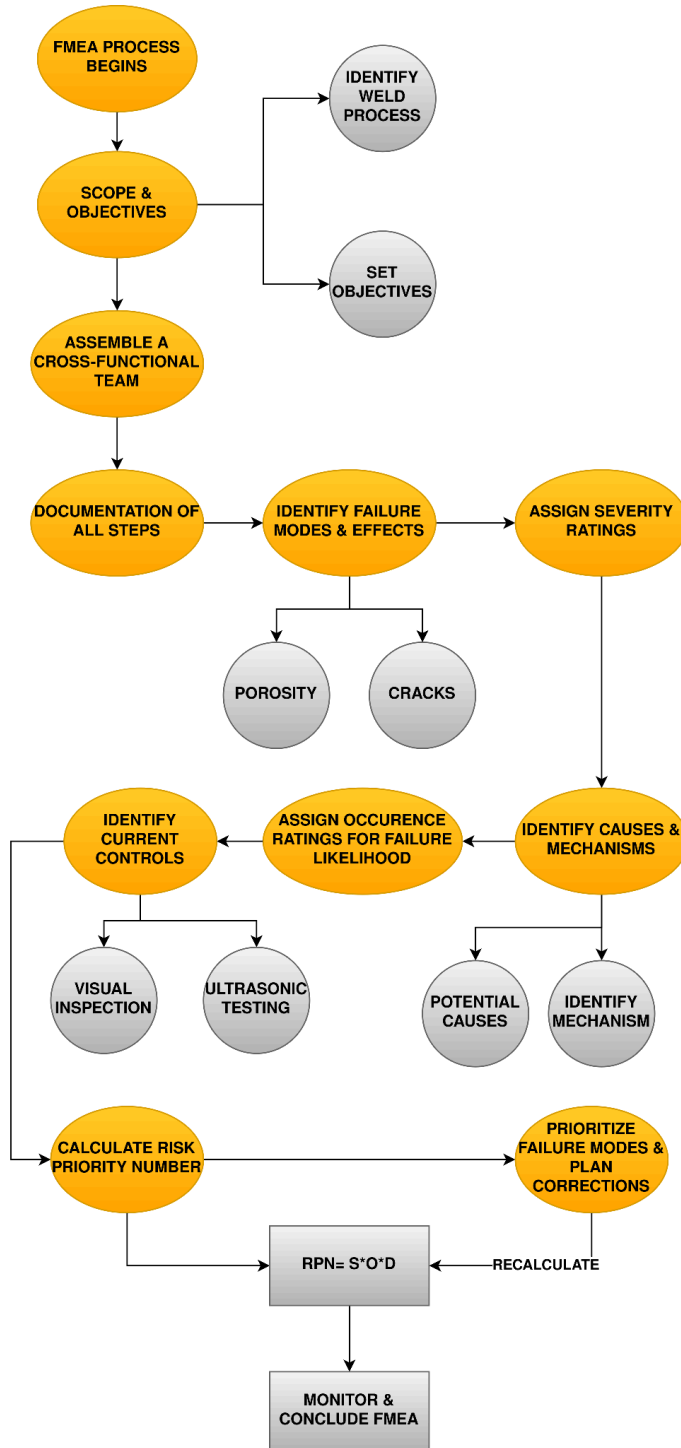 FMEA PROCESS
BEGINS
IDENTIFY
WELD
PROCESS
SCOPE &
OBJECTIVES
SET
OBJECTIVES
ASSEMBLE A
CROSS-FUNCTIONAL
TEAM
DOCUMENTATION OF
ALL STEPS
IDENTIFY FAILURE
MODES & EFFECTS
ASSIGN SEVERITY
RATINGS
POROSITY
CRACKS
IDENTIFY
CURRENT
CONTROLS
ASSIGN OCCURENCE
RATINGS FOR FAILURE
LIKELIHOOD
IDENTIFY CAUSES &
MECHANISMS
VISUAL
INSPECTION
ULTRASONIC
TESTING
POTENTIAL
CAUSES
IDENTIFY
MECHANISM
CALCULATE RISK
PRIORITY NUMBER
PRIORITIZE
FAILURE MODES &
PLAN
CORRECTIONS
RPN= S*O*D
RECALCULATE
MONITOR &
CONCLUDE FMEA